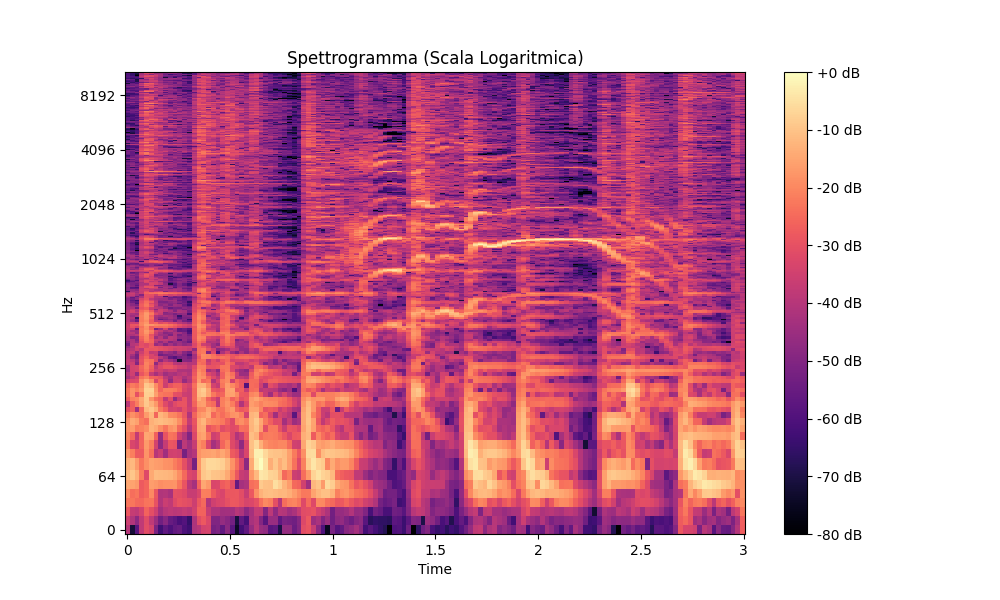 Spettrogramma (Scala Logaritmica)
Hz
8192
4096
2048
1024
512
256
128
64
0
0 0.5 1 1.5 2 2.5 3
Time
+0 dB
-10 dB
-20 dB
-30 dB
-40 dB
-50 dB
-60 dB
-70 dB
-80 dB